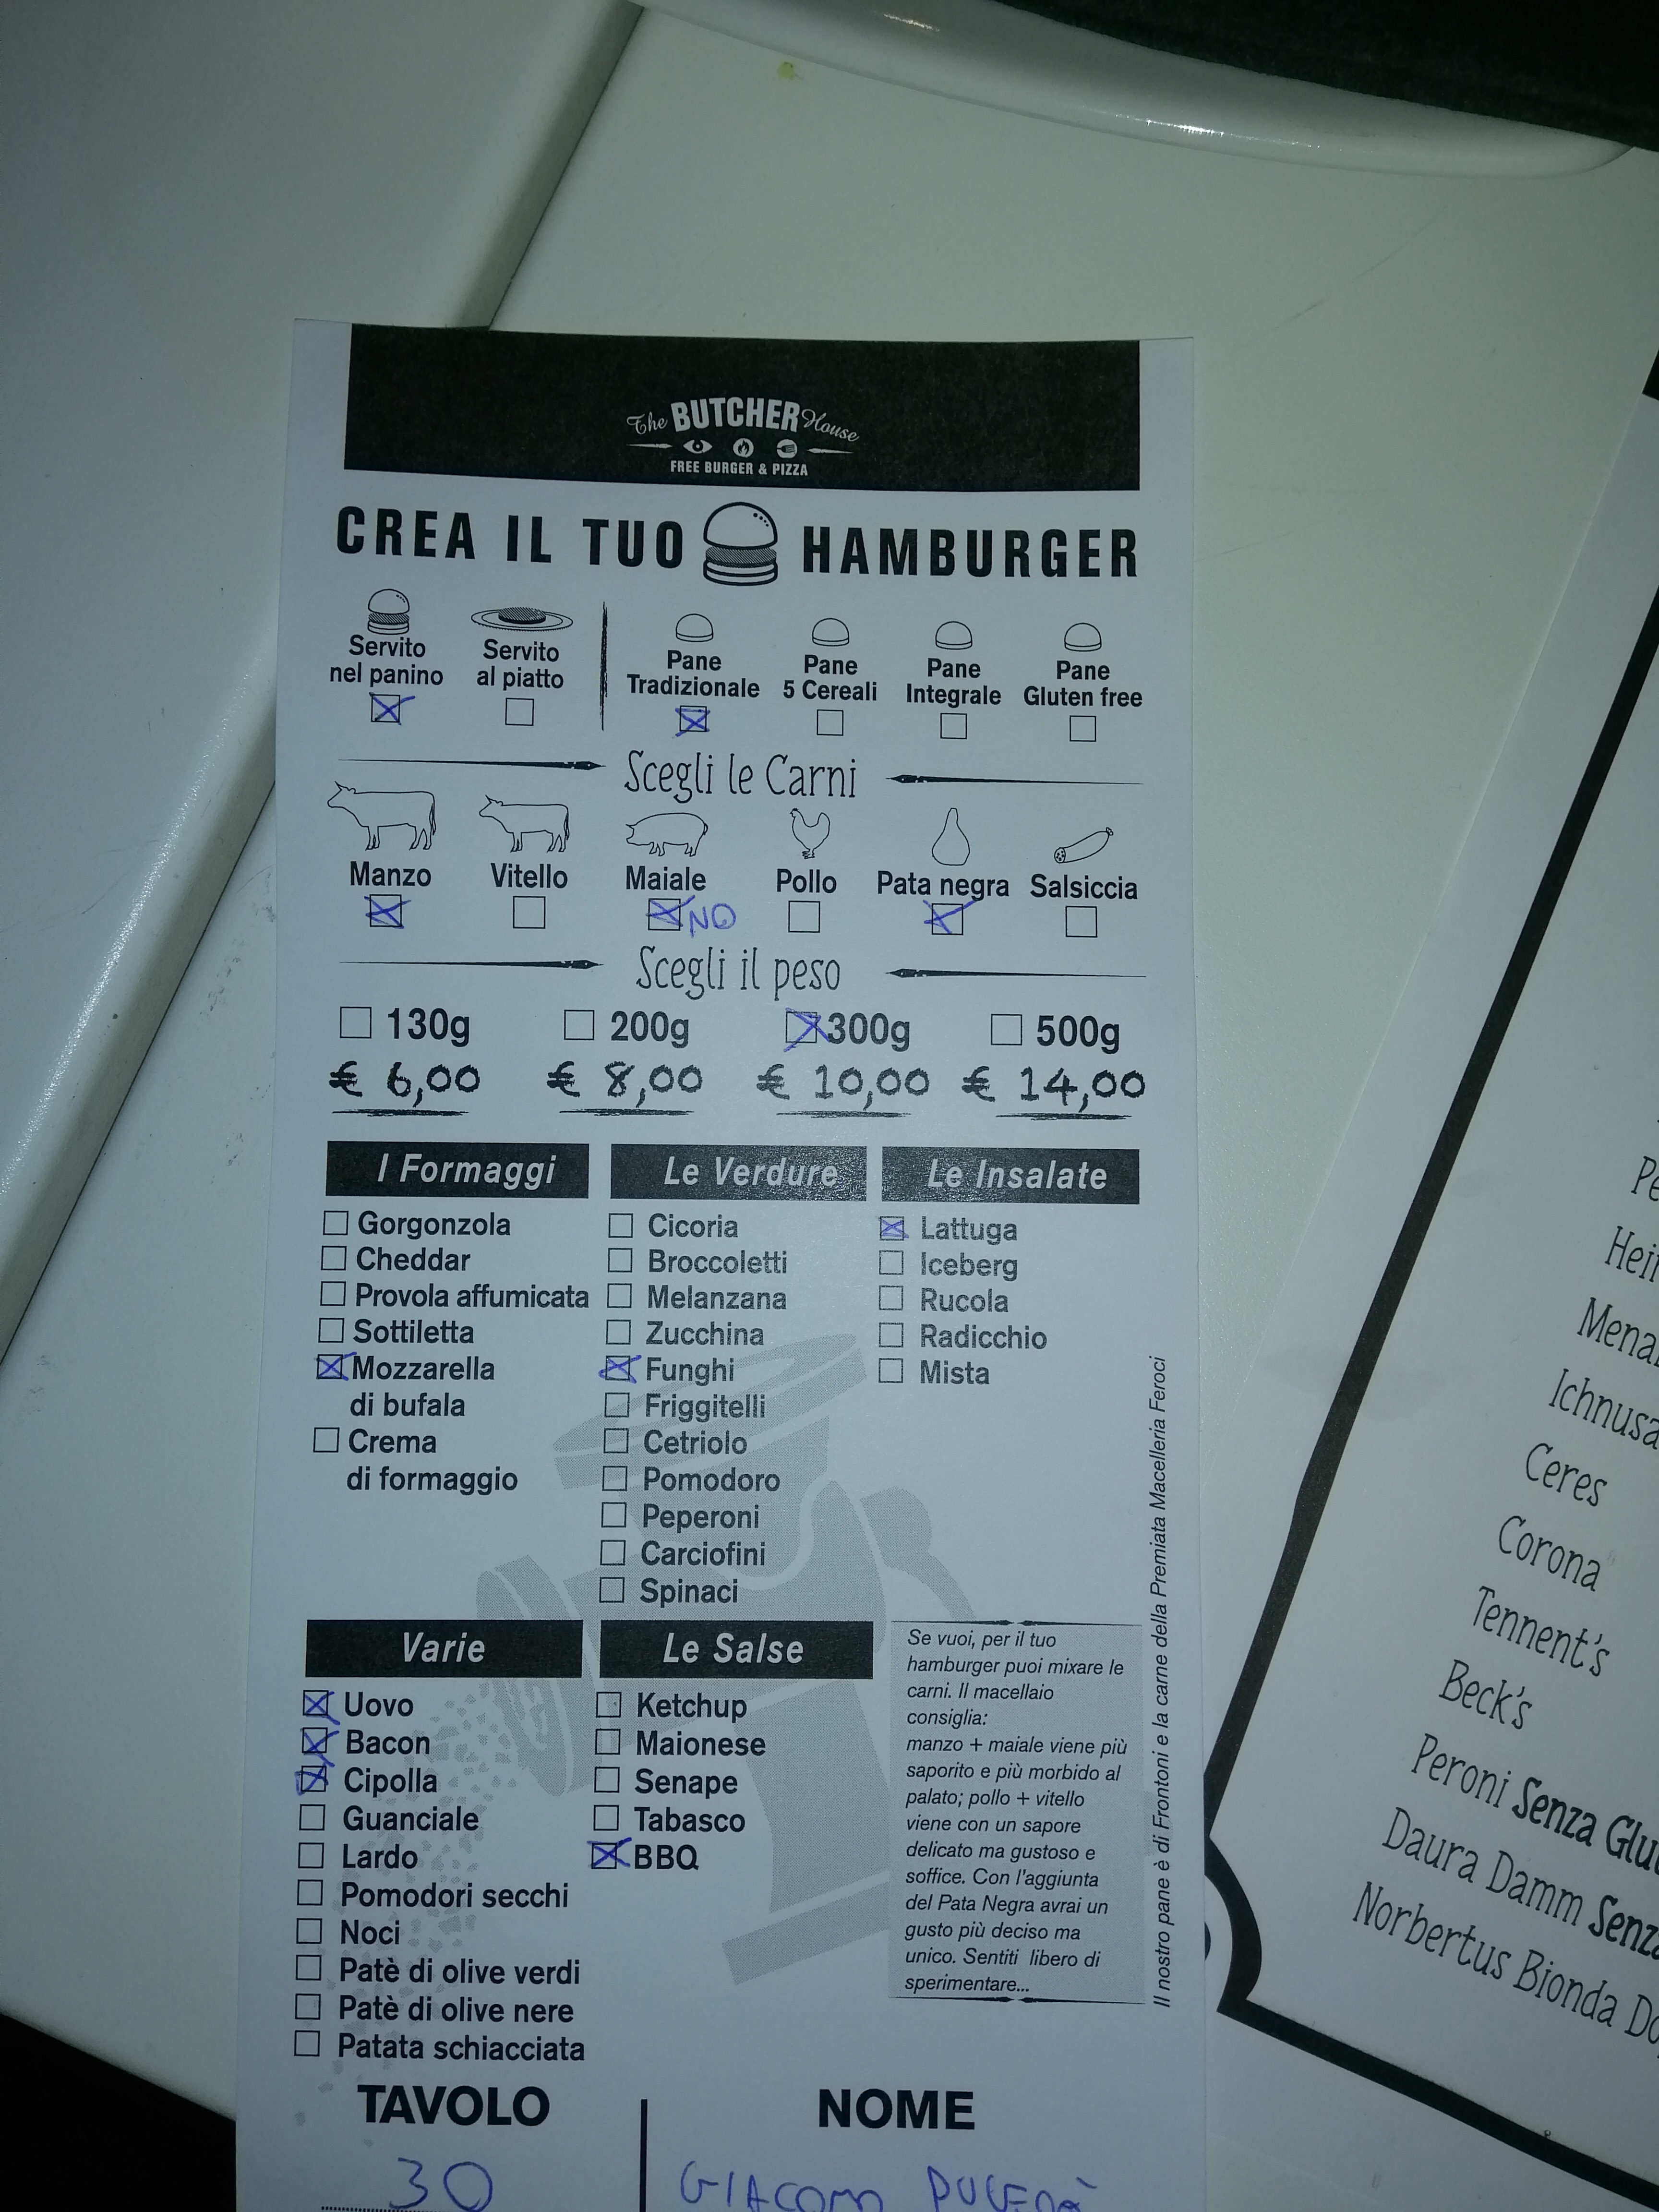 The BUTCHER House
FREE BURGER & PIZZA
CREA IL TUO HAMBURGER
Servito nel panino
Servito al piatto
Pane Tradizionale
Pane 5 Cereali
Pane Integrale
Pane Gluten free
Scegli le Carni
Manzo Vitello Maiale Pollo Pata negra Salsiccia
NO
Scegli il peso
130g 200g 300g 500g
€ 6,00 € 8,00 € 10,00 € 14,00
I Formaggi
Gorgonzola
Cheddar
Provola affumicata
Sottiletta
Mozzarella
di bufala
Crema
di formaggio
Le Verdure
Cicoria
Broccoletti
Melanzana
Zucchina
Funghi
Friggitelli
Cetriolo
Pomodoro
Peperoni
Carciofini
Spinaci
Le Insalate
Lattuga
Iceberg
Rucola
Radicchio
Mista
Varie
Uovo
Bacon
Cipolla
Guanciale
Lardo
Pomodori secchi
Noci
Patè di olive verdi
Patè di olive nere
Patata schiacciata
Le Salse
Ketchup
Maionese
Senape
Tabasco
BBQ
Se vuoi, per il tuo
hamburger puoi mixare le
carni. Il macellaio
consiglia:
manzo + maiale viene più
saporito e più morbido al
palato; pollo + vitello
viene con un sapore
delicato ma gustoso e
soffice. Con l'aggiunta
del Pata Negra avrai un
gusto più deciso ma
unico. Sentiti libero di
sperimentare...
Il nostro pane è di Frontoni e la carne della Premiata Macelleria Feroci
TAVOLO
30
NOME
GIACOMO
Ichnusa
Ceres
Corona
Tennent's
Beck's
Peroni Senza
Daura Damm
Norbertus Bionda